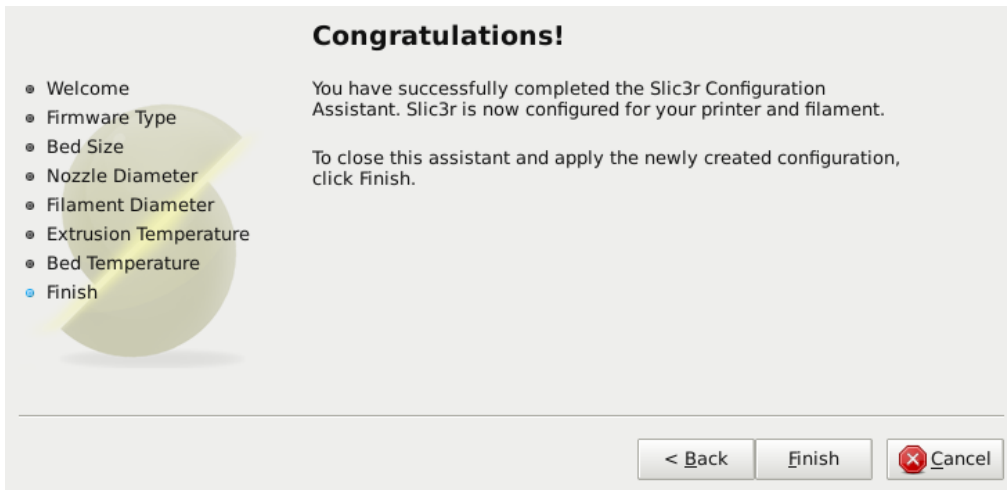 Congratulations!
Welcome
Firmware Type
Bed Size
Nozzle Diameter
Filament Diameter
Extrusion Temperature
Bed Temperature
Finish
You have successfully completed the Slic3r Configuration
Assistant. Slic3r is now configured for your printer and filament.
To close this assistant and apply the newly created configuration,
click Finish.
< Back
Finish
Cancel